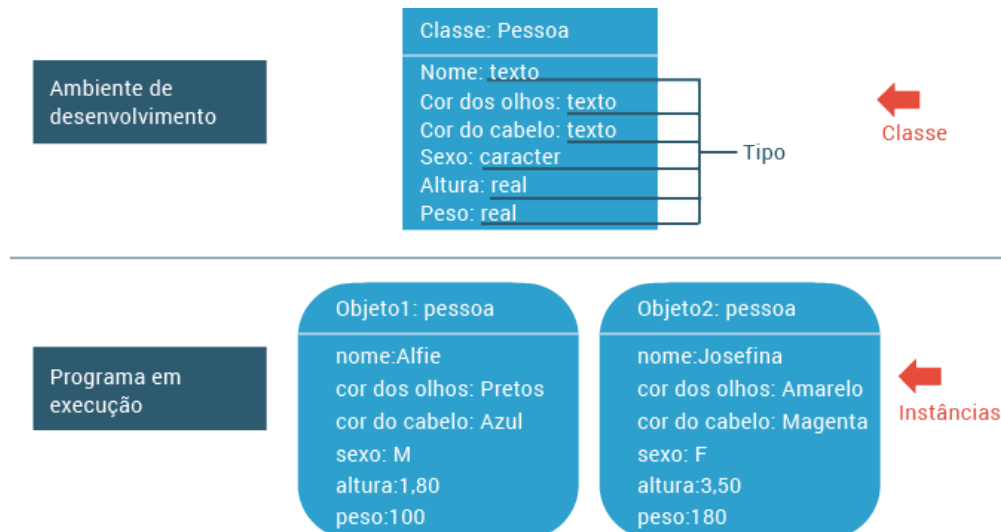 Classe: Pessoa
Ambiente de
desenvolvimento
Nome: texto
Cor dos olhos: texto
Cor do cabelo: texto
Sexo: caracter
Altura: real
Peso: real
Tipo
Classe
Programa em
execução
Objeto1: pessoa
nome:Alfie
cor dos olhos: Pretos
cor do cabelo: Azul
sexo: M
altura:1,80
peso:100
Objeto2: pessoa
nome:Josefina
cor dos olhos: Amarelo
cor do cabelo: Magenta
sexo: F
altura:3,50
peso:180
Instâncias